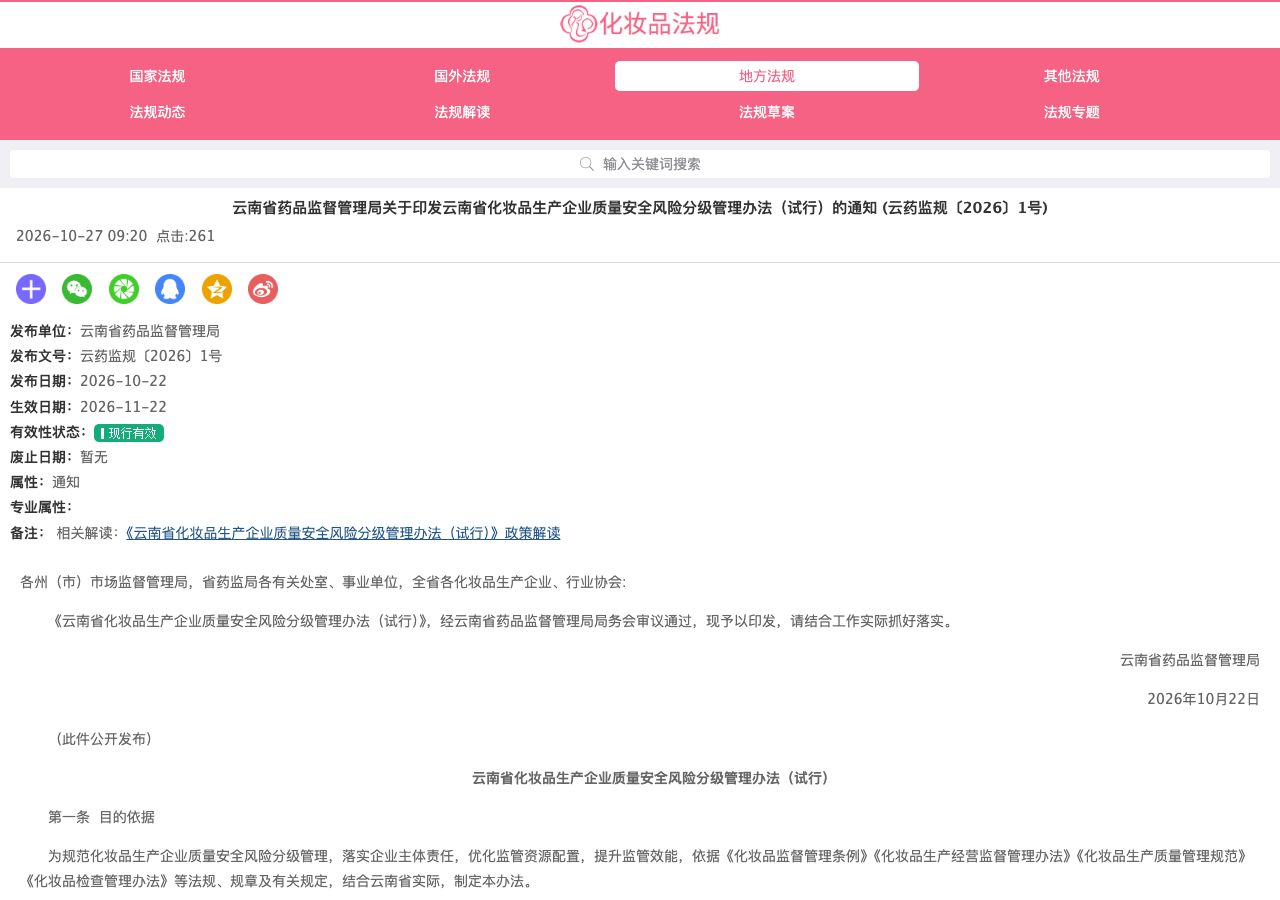 化妆品法规
国家法规 国外法规 地方法规 其他法规
法规动态 法规解读 法规草案 法规专题
输入关键词搜索
云南省药品监督管理局关于印发云南省化妆品生产企业质量安全风险分级管理办法（试行）的通知 (云药监规〔2026〕1号)
2026-10-27 09:20 点击:261
发布单位：云南省药品监督管理局
发布文号：云药监规〔2026〕1号
发布日期：2026-10-22
生效日期：2026-11-22
有效性状态：现行有效
废止日期：暂无
属性：通知
专业属性：
备注： 相关解读：《云南省化妆品生产企业质量安全风险分级管理办法（试行）》政策解读
各州（市）市场监督管理局，省药监局各有关处室、事业单位，全省各化妆品生产企业、行业协会:
《云南省化妆品生产企业质量安全风险分级管理办法（试行）》，经云南省药品监督管理局局务会审议通过，现予以印发，请结合工作实际抓好落实。
云南省药品监督管理局
2026年10月22日
（此件公开发布）
云南省化妆品生产企业质量安全风险分级管理办法（试行）
第一条 目的依据
为规范化妆品生产企业质量安全风险分级管理，落实企业主体责任，优化监管资源配置，提升监管效能，依据《化妆品监督管理条例》《化妆品生产经营监督管理办法》《化妆品生产质量管理规范》
《化妆品检查管理办法》等法规、规章及有关规定，结合云南省实际，制定本办法。